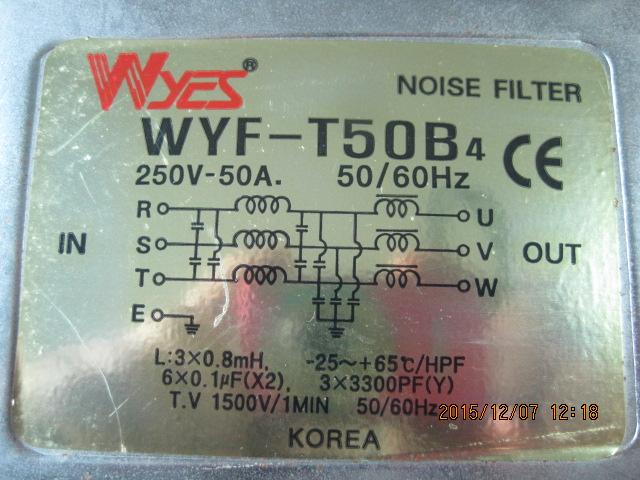 WYES®
NOISE FILTER
WYF-T50B4 CE
250V-50A. 50/60Hz
R U
IN S V OUT
T W
E
L:3×0.8mH, -25~+65℃/HPF
6×0.1μF(X2), 3×3300PF(Y)
T.V 1500V/1MIN 50/60Hz
2015/12/07 12:18
KOREA